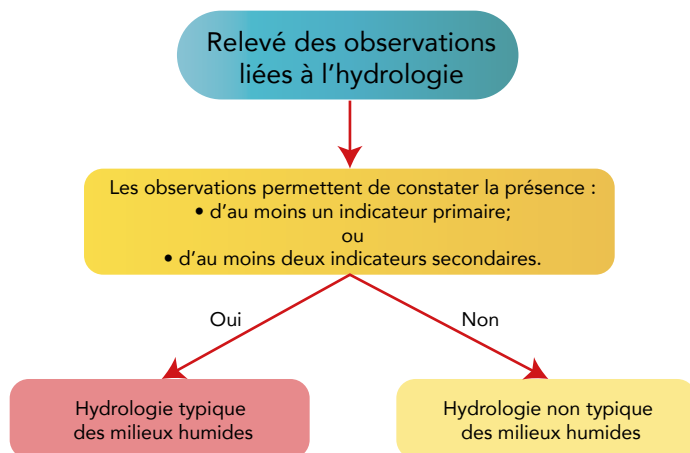 Relevé des observations
liées à l’hydrologie
Les observations permettent de constater la présence :
• d’au moins un indicateur primaire;
ou
• d’au moins deux indicateurs secondaires.
Oui
Non
Hydrologie typique
des milieux humides
Hydrologie non typique
des milieux humides